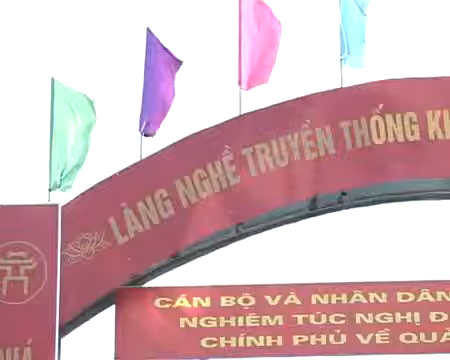 LÀNG NGHỀ TRUYỀN THỐNG
CÁN BỘ VÀ NHÂN DÂN
NGHIÊM TÚC NGHỊ
CHÍNH PHỦ VỀ